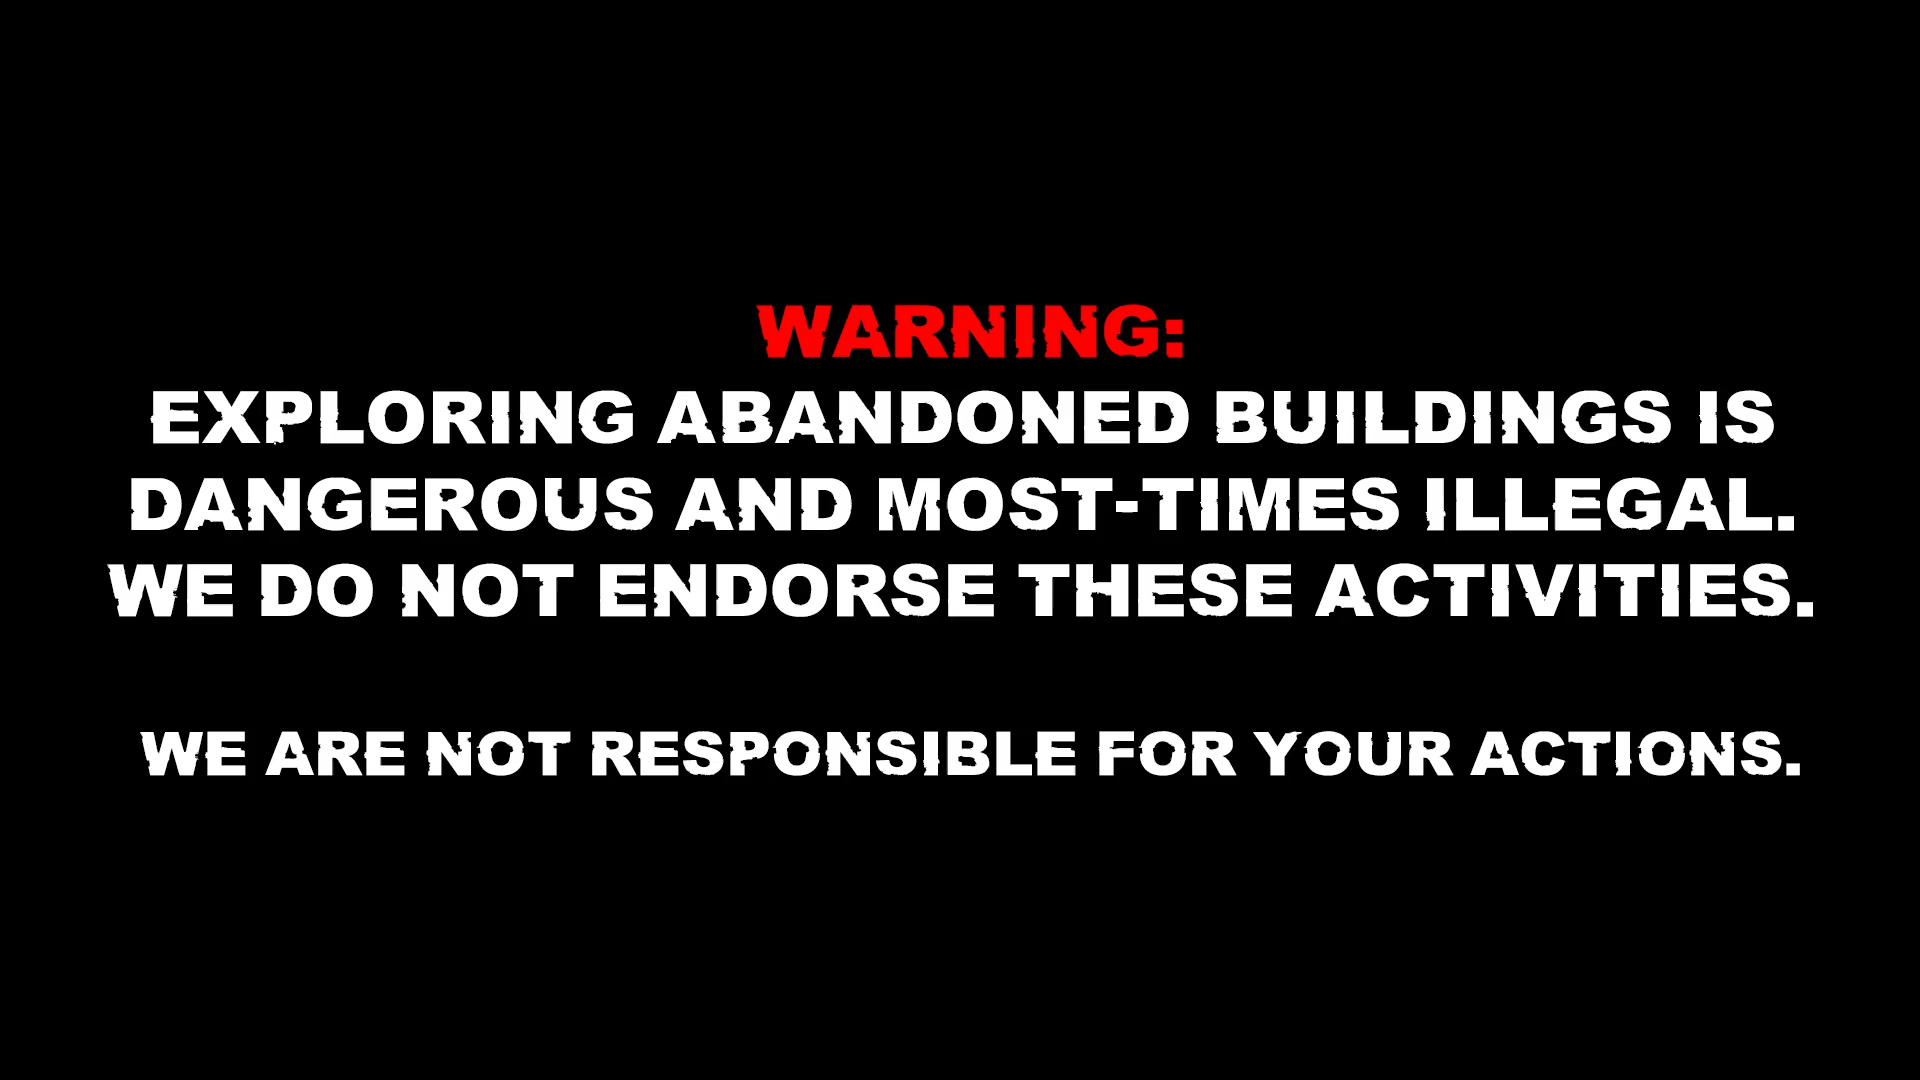 WARNING:
EXPLORING ABANDONED BUILDINGS IS
DANGEROUS AND MOST-TIMES ILLEGAL.
WE DO NOT ENDORSE THESE ACTIVITIES.
WE ARE NOT RESPONSIBLE FOR YOUR ACTIONS.